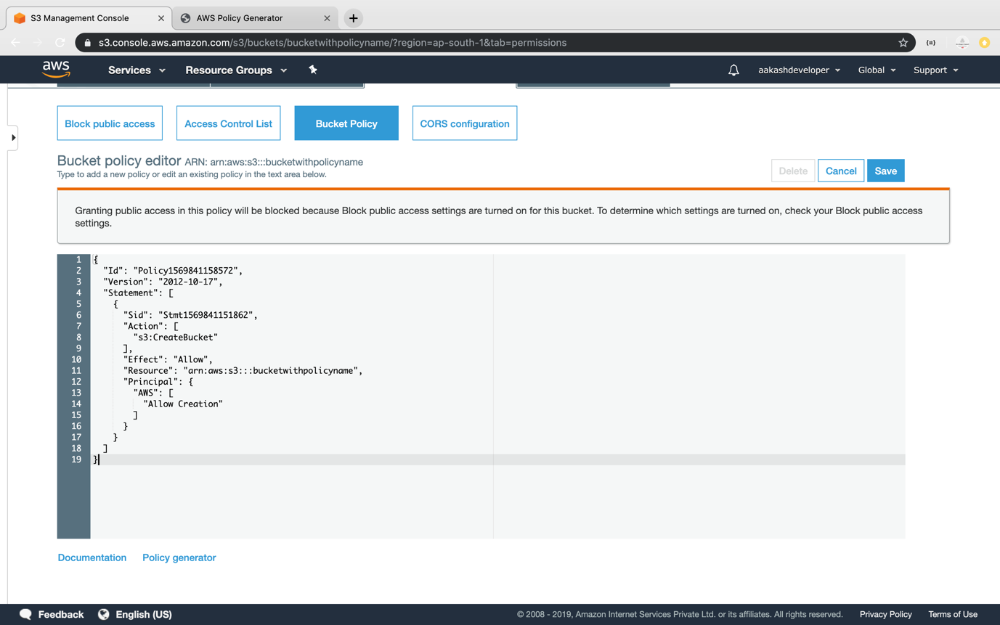 S3 Management Console
AWS Policy Generator
s3.console.aws.amazon.com/s3/buckets/bucketwithpolicyname/?region=ap-south-1&tab=permissions
aws Services Resource Groups aakashdeveloper Global Support
Block public access Access Control List Bucket Policy CORS configuration
Bucket policy editor ARN: arn:aws:s3:::bucketwithpolicyname
Type to add a new policy or edit an existing policy in the text area below.
Delete Cancel Save
Granting public access in this policy will be blocked because Block public access settings are turned on for this bucket. To determine which settings are turned on, check your Block public access
settings.
1 {
2 "Id": "Policy1569841158572",
3 "Version": "2012-10-17",
4 "Statement": [
5 {
6 "Sid": "Stmt1569841151862",
7 "Action": [
8 "s3:CreateBucket"
9 ],
10 "Effect": "Allow",
11 "Resource": "arn:aws:s3:::bucketwithpolicyname",
12 "Principal": {
13 "AWS": [
14 "Allow Creation"
15 ]
16 }
17 }
18 ]
19 }
Documentation Policy generator
Feedback English (US) © 2008 - 2019, Amazon Internet Services Private Ltd. or its affiliates. All rights reserved. Privacy Policy Terms of Use